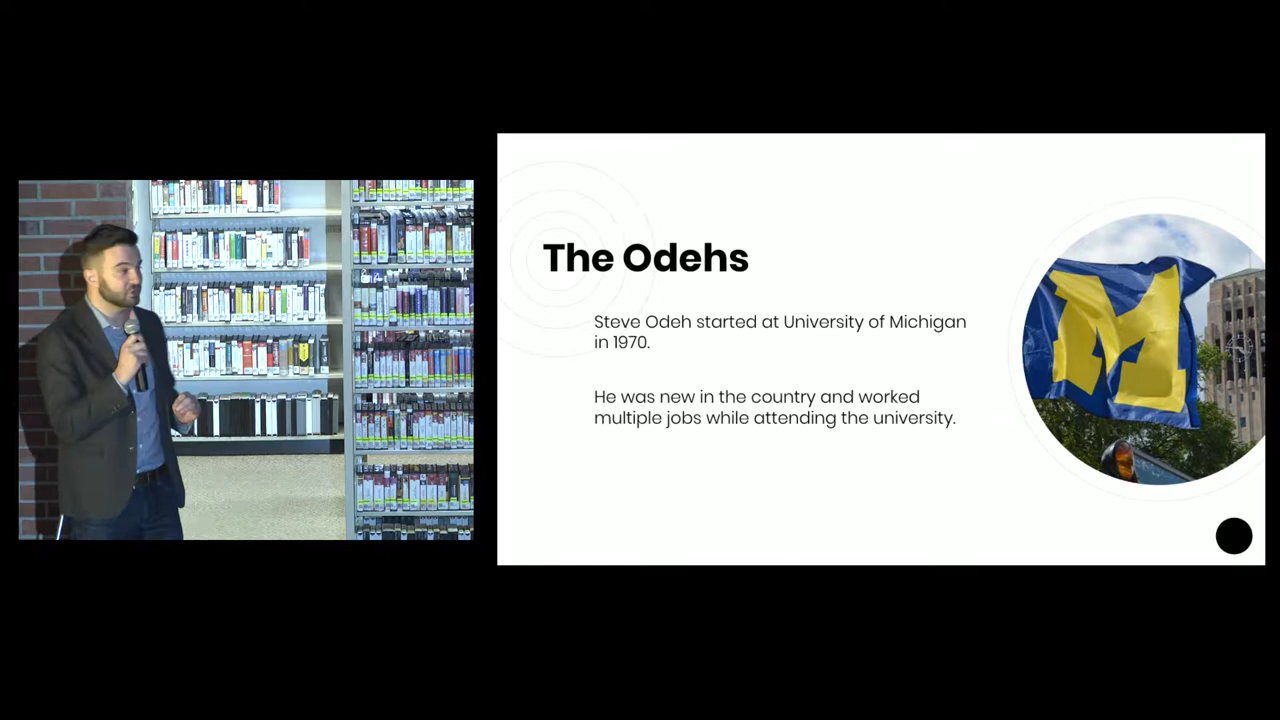 The Odehs
Steve Odeh started at University of Michigan
in 1970.
He was new in the country and worked
multiple jobs while attending the university.
M